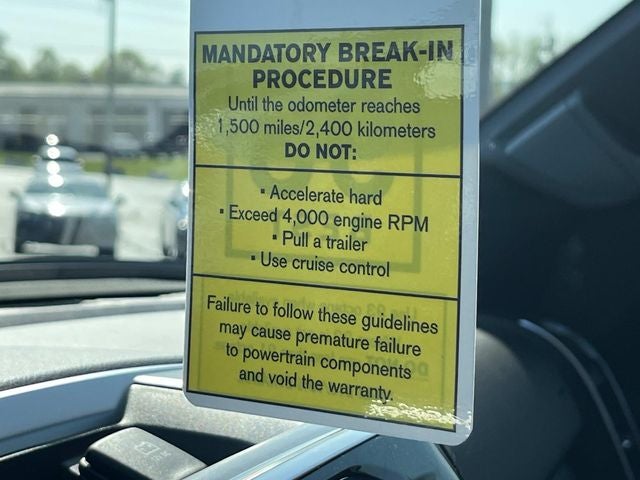 MANDATORY BREAK-IN
PROCEDURE
Until the odometer reaches
1,500 miles/2,400 kilometers
DO NOT:
▪ Accelerate hard
▪ Exceed 4,000 engine RPM
▪ Pull a trailer
▪ Use cruise control
Failure to follow these guidelines
may cause premature failure
to powertrain components
and void the warranty.